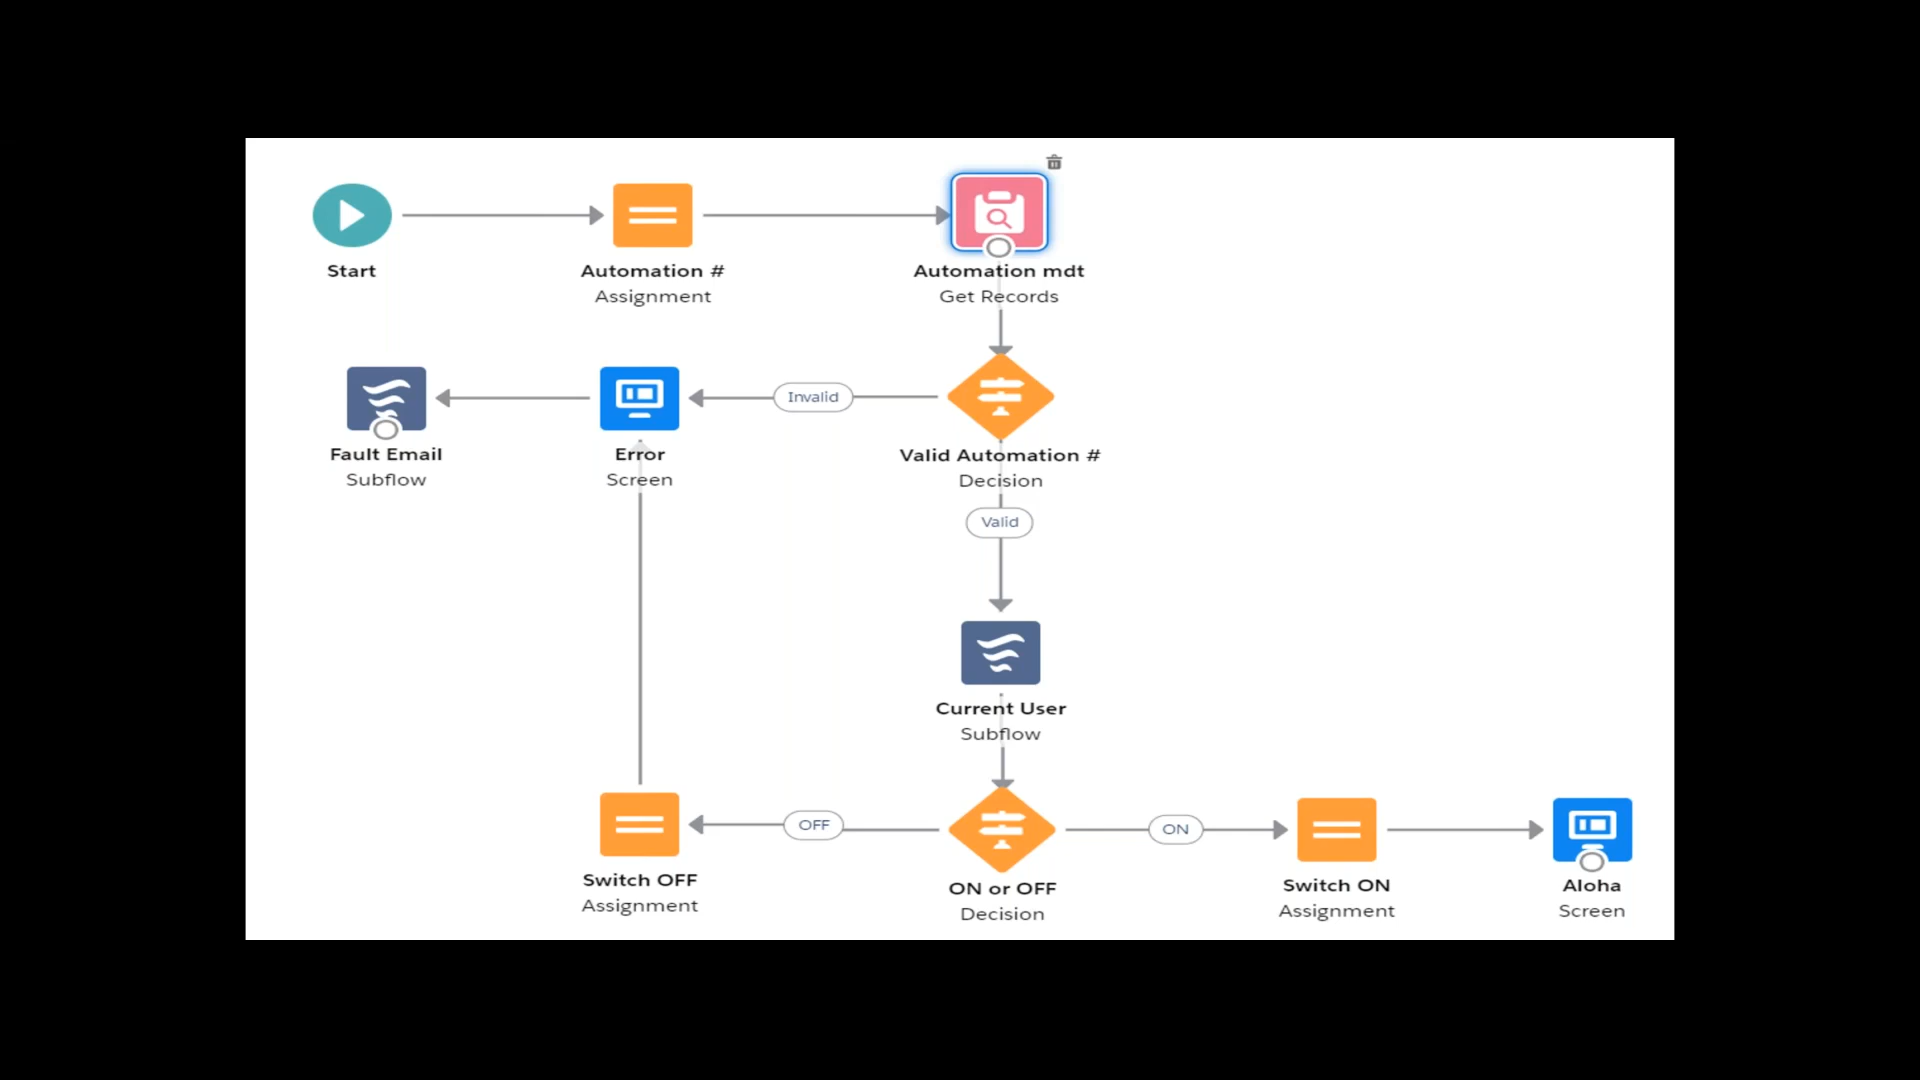 Start
Automation #
Assignment
Automation mdt
Get Records
Fault Email
Subflow
Error
Screen
Invalid
Valid Automation #
Decision
Valid
Current User
Subflow
Switch OFF
Assignment
OFF
ON or OFF
Decision
ON
Switch ON
Assignment
Aloha
Screen